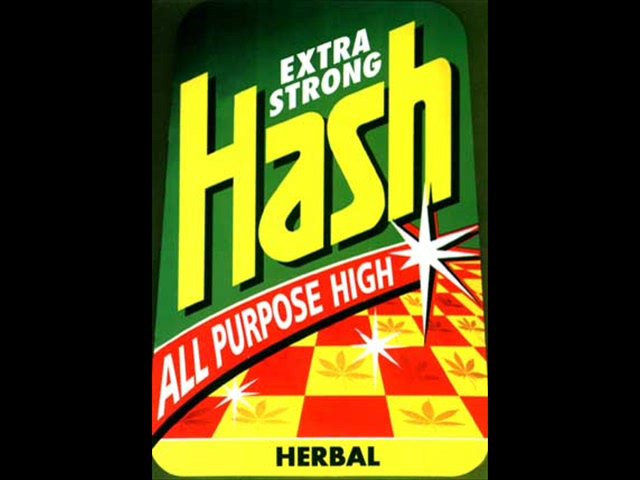 EXTRA
STRONG
Hash
ALL PURPOSE HIGH
HERBAL